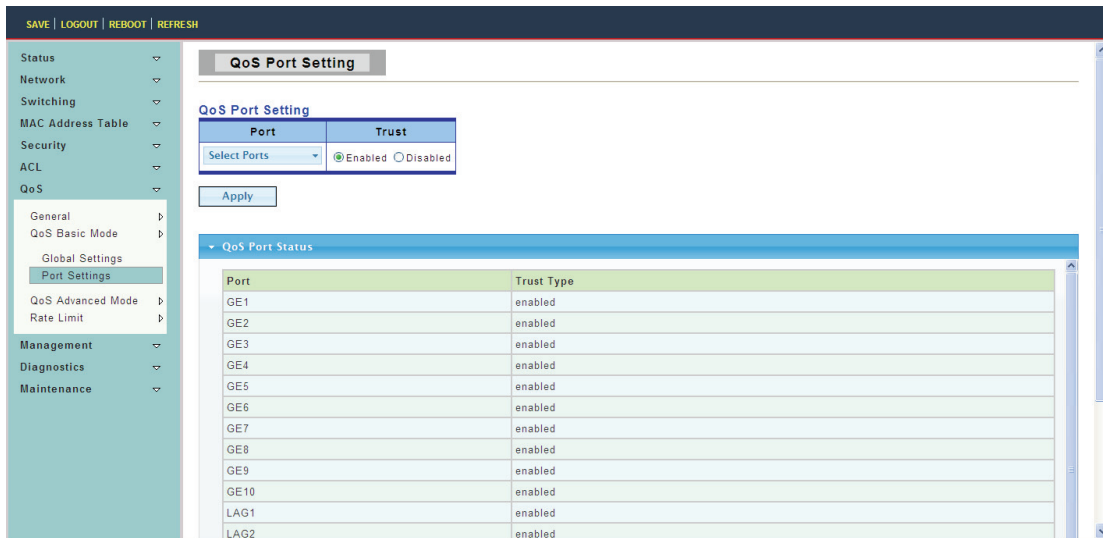 SAVE | LOGOUT | REBOOT | REFRESH
Status
Network
Switching
MAC Address Table
Security
ACL
QoS
General
QoS Basic Mode
Global Settings
Port Settings
QoS Advanced Mode
Rate Limit
Management
Diagnostics
Maintenance
QoS Port Setting
QoS Port Setting
Port Trust
Select Ports Enabled Disabled
Apply
QoS Port Status
Port Trust Type
GE1 enabled
GE2 enabled
GE3 enabled
GE4 enabled
GE5 enabled
GE6 enabled
GE7 enabled
GE8 enabled
GE9 enabled
GE10 enabled
LAG1 enabled
LAG2 enabled